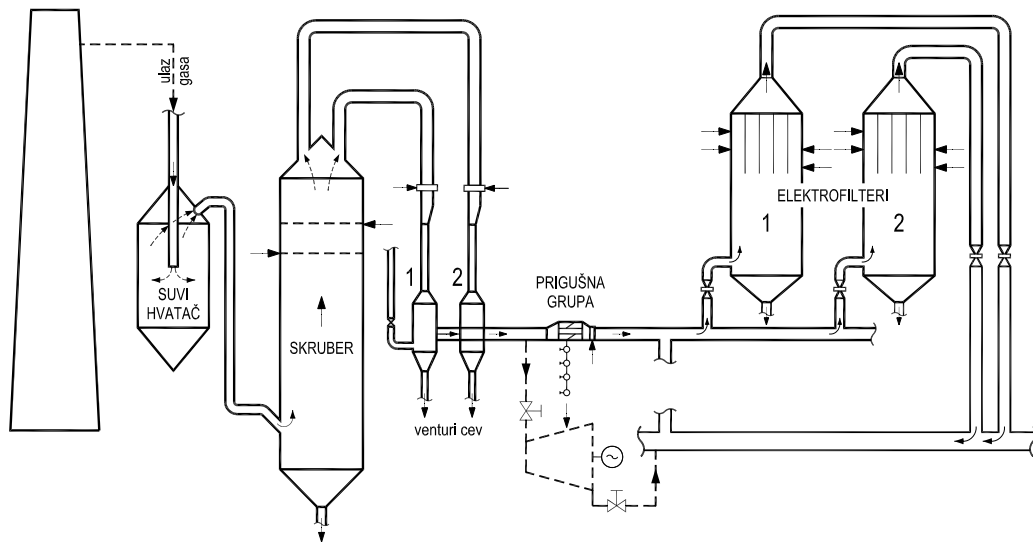 ulaz
gasa
SUVI
HVATAČ
SKRUBER
1
2
venturi cev
PRIGUŠNA
GRUPA
ELEKTROFILTERI
1
2